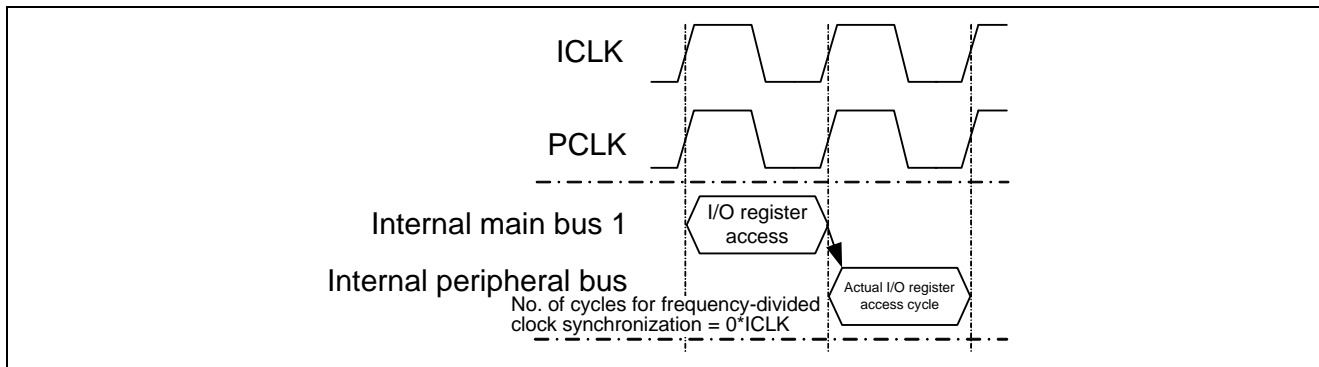 ICLK
PCLK
Internal main bus 1
I/O register
access
Internal peripheral bus
Actual I/O register
access cycle
No. of cycles for frequency-divided
clock synchronization = 0*ICLK